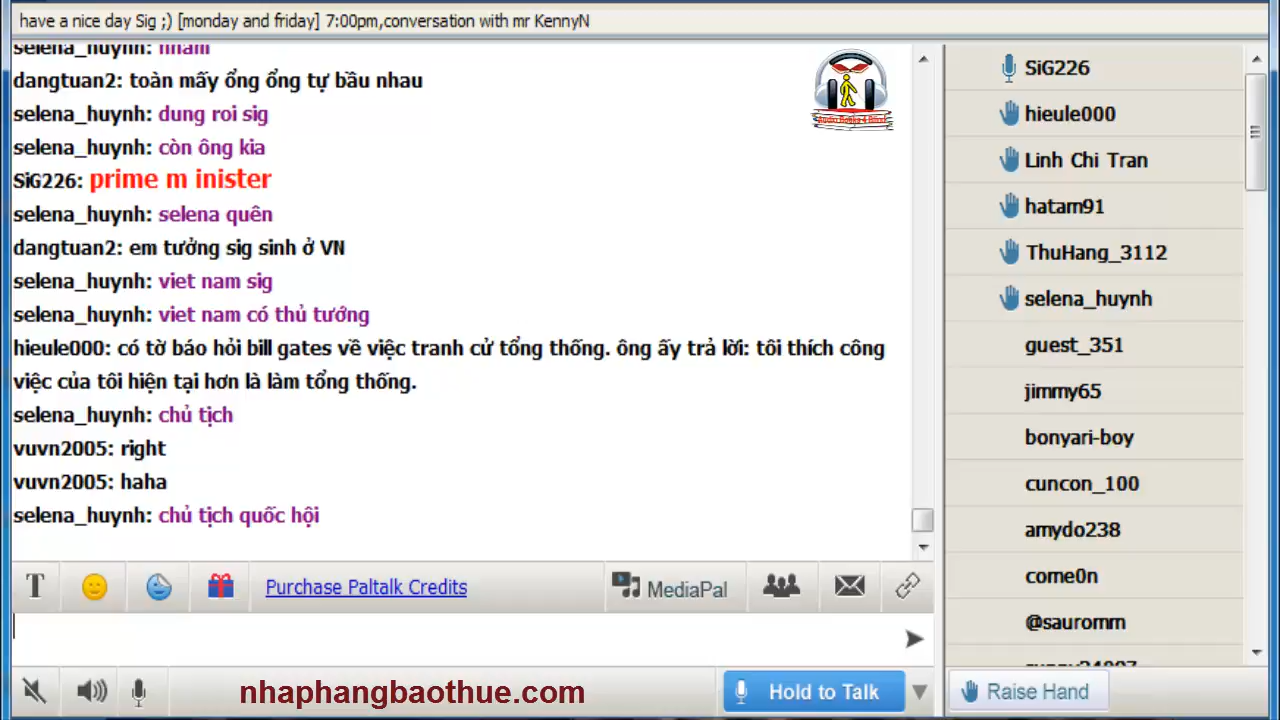 have a nice day Sig ;) [monday and friday] 7:00pm,conversation with mr KennyN
selena_huynh: nhầm
dangtuan2: toàn mấy ổng ổng tự bầu nhau
selena_huynh: dung roi sig
selena_huynh: còn ông kia
SiG226: prime m inister
selena_huynh: selena quên
dangtuan2: em tưởng sig sinh ở VN
selena_huynh: viet nam sig
selena_huynh: viet nam có thủ tướng
hieule000: có tờ báo hỏi bill gates về việc tranh cử tổng thống. ông ấy trả lời: tôi thích công
việc của tôi hiện tại hơn là làm tổng thống.
selena_huynh: chủ tịch
vuvn2005: right
vuvn2005: haha
selena_huynh: chủ tịch quốc hội
Purchase Paltalk Credits
MediaPal
nhaphangbaothue.com
Hold to Talk
SiG226
hieule000
Linh Chi Tran
hatam91
ThuHang_3112
selena_huynh
guest_351
jimmy65
bonyari-boy
cuncon_100
amydo238
come0n
@sauromm
Raise Hand